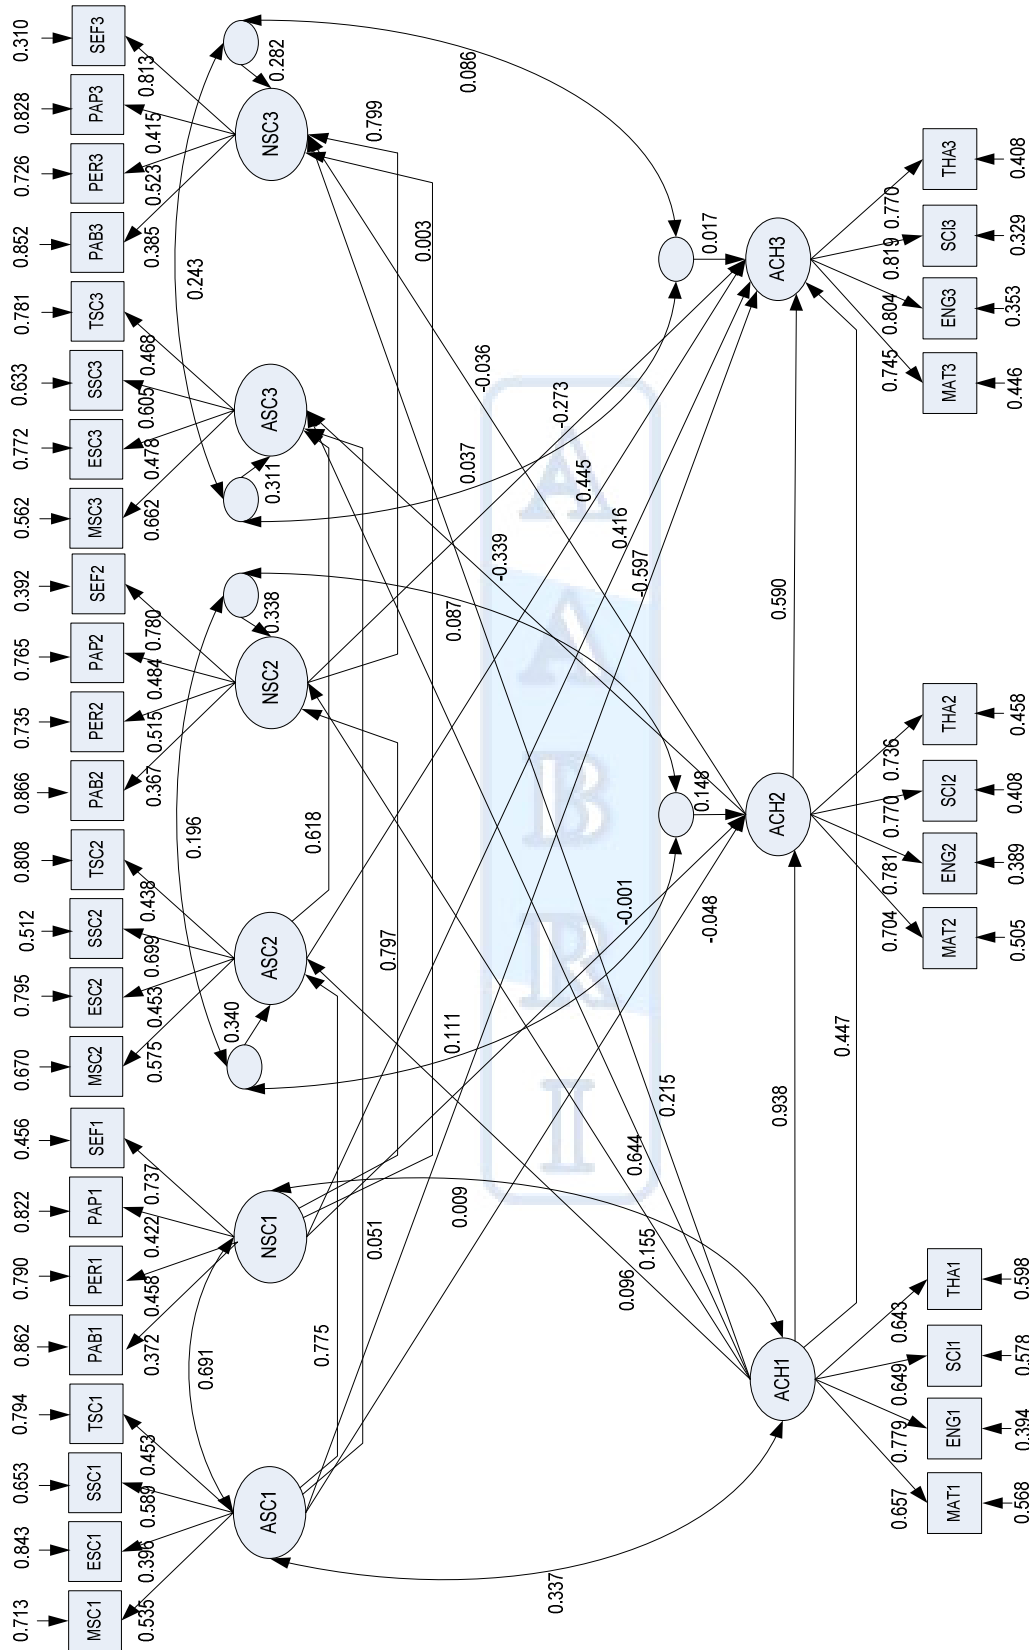 0.713 0.843 0.653 0.794 0.862 0.790 0.822 0.456 0.670 0.795 0.512 0.808 0.866 0.735 0.765 0.392 0.562 0.772 0.633 0.781 0.852 0.726 0.828 0.310
MSC1 ESC1 SSC1 TSC1 PAB1 PER1 PAP1 SEF1 MSC2 ESC2 SSC2 TSC2 PAB2 PER2 PAP2 SEF2 MSC3 ESC3 SSC3 TSC3 PAB3 PER3 PAP3 SEF3
0.535 0.396 0.589 0.453 0.372 0.458 0.422 0.737 0.575 0.453 0.699 0.438 0.367 0.515 0.484 0.780 0.662 0.478 0.605 0.468 0.385 0.523 0.415 0.813
0.691 0.196 0.243
0.340 0.338 0.311 0.282
ASC1 NSC1 ASC2 NSC2 ASC3 NSC3
0.775 0.618 0.799
0.051 0.797 0.003
0.009 0.111 0.087 0.037 0.086
-0.339 -0.036
0.337 -0.273
0.445
0.096 -0.001 0.416
0.155 -0.048 -0.597
0.644
0.215
0.148 0.017
ACH1 0.938 ACH2 0.590 ACH3
0.447
0.657 0.779 0.649 0.643 0.704 0.781 0.770 0.736 0.745 0.804 0.819 0.770
MAT1 ENG1 SCI1 THA1 MAT2 ENG2 SCI2 THA2 MAT3 ENG3 SCI3 THA3
0.568 0.394 0.578 0.598 0.505 0.389 0.408 0.458 0.446 0.353 0.329 0.408